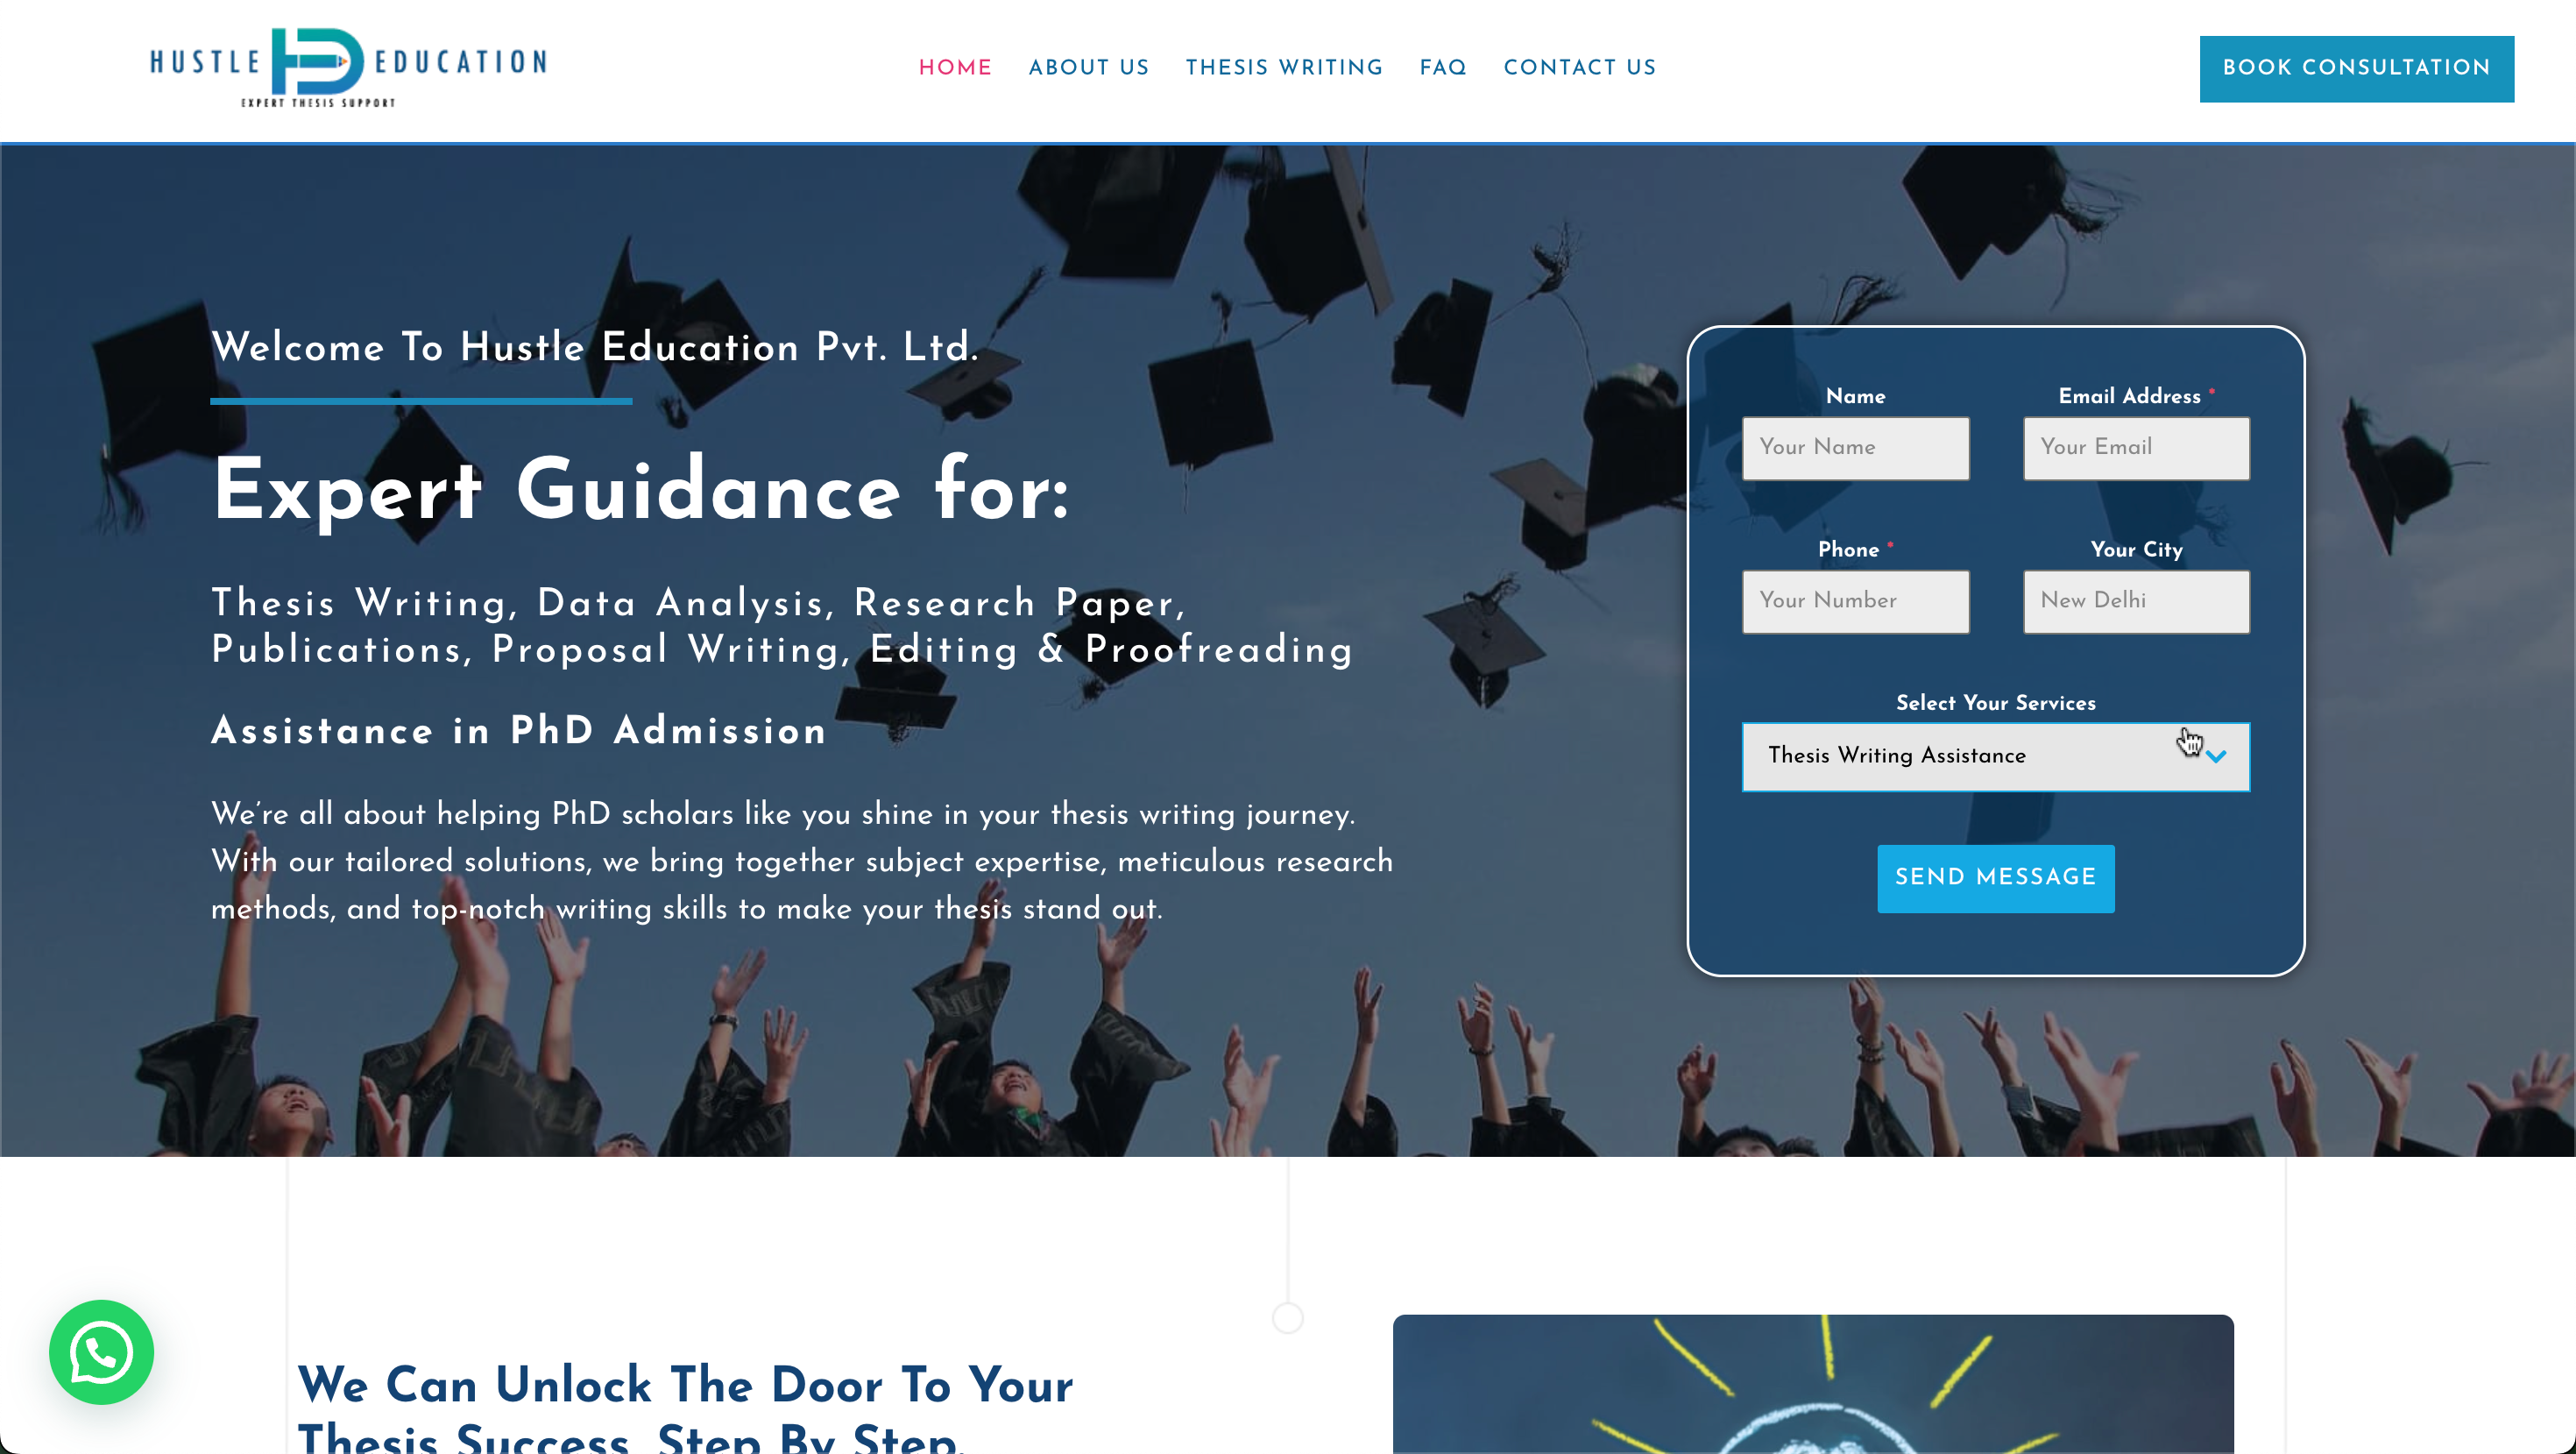 HUSTLE EDUCATION
EXPERT THESIS SUPPORT
HOME
ABOUT US
THESIS WRITING
FAQ
CONTACT US
BOOK CONSULTATION
Welcome To Hustle Education Pvt. Ltd.
Expert Guidance for:
Thesis Writing, Data Analysis, Research Paper,
Publications, Proposal Writing, Editing & Proofreading
Assistance in PhD Admission
We’re all about helping PhD scholars like you shine in your thesis writing journey.
With our tailored solutions, we bring together subject expertise, meticulous research
methods, and top-notch writing skills to make your thesis stand out.
Name
Your Name
Email Address *
Your Email
Phone *
Your Number
Your City
New Delhi
Select Your Services
Thesis Writing Assistance
SEND MESSAGE
We Can Unlock The Door To Your
Thesis Success, Step By Step.